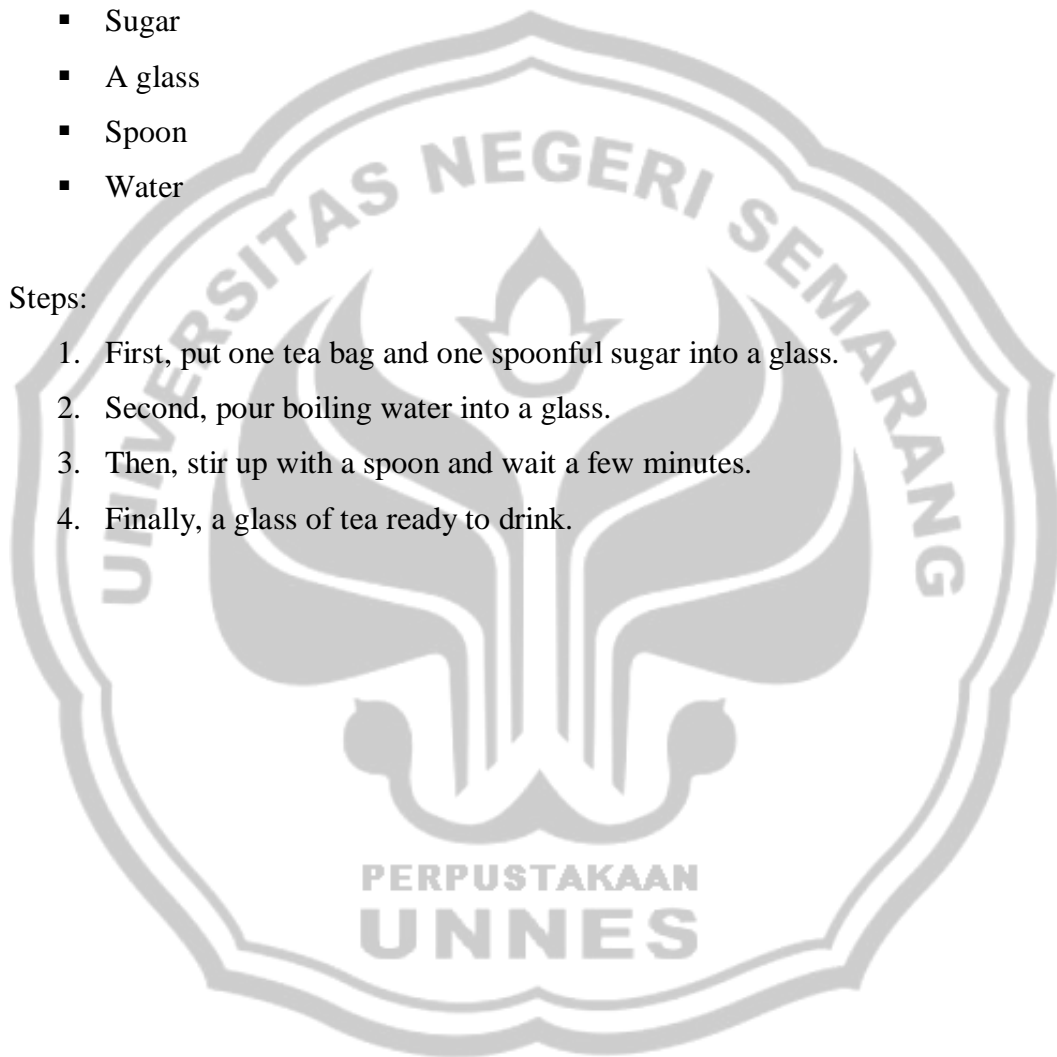 ▪ Sugar
▪ A glass
▪ Spoon
▪ Water
UNIVERSITAS NEGERI SEMARANG
Steps:
1. First, put one tea bag and one spoonful sugar into a glass.
2. Second, pour boiling water into a glass.
3. Then, stir up with a spoon and wait a few minutes.
4. Finally, a glass of tea ready to drink.
PERPUSTAKAAN
UNNES